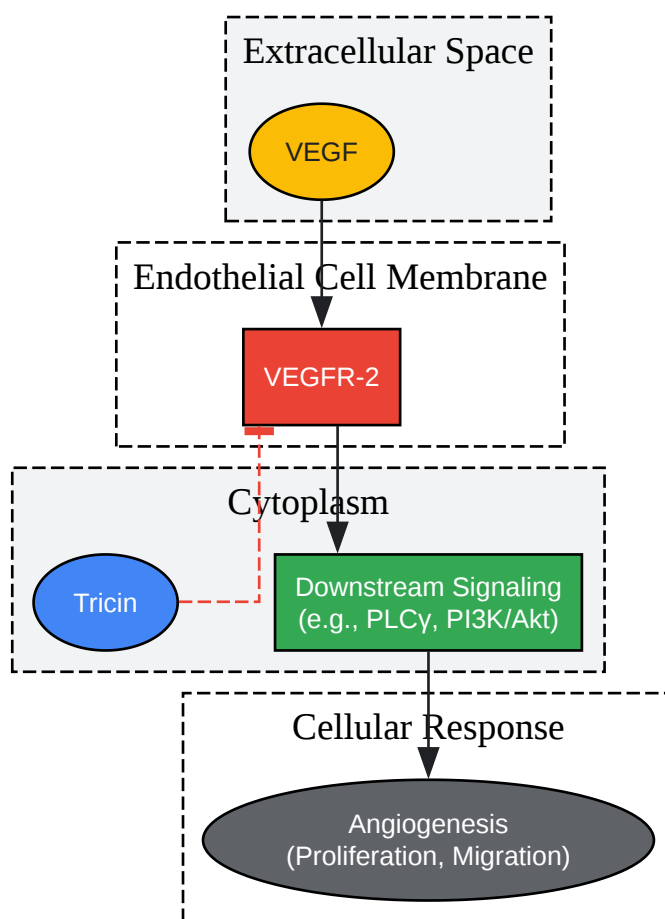 Extracellular Space
VEGF
Endothelial Cell Membrane
VEGFR-2
Cytoplasm
Tricin
Downstream Signaling
(e.g., PLCγ, PI3K/Akt)
Cellular Response
Angiogenesis
(Proliferation, Migration)